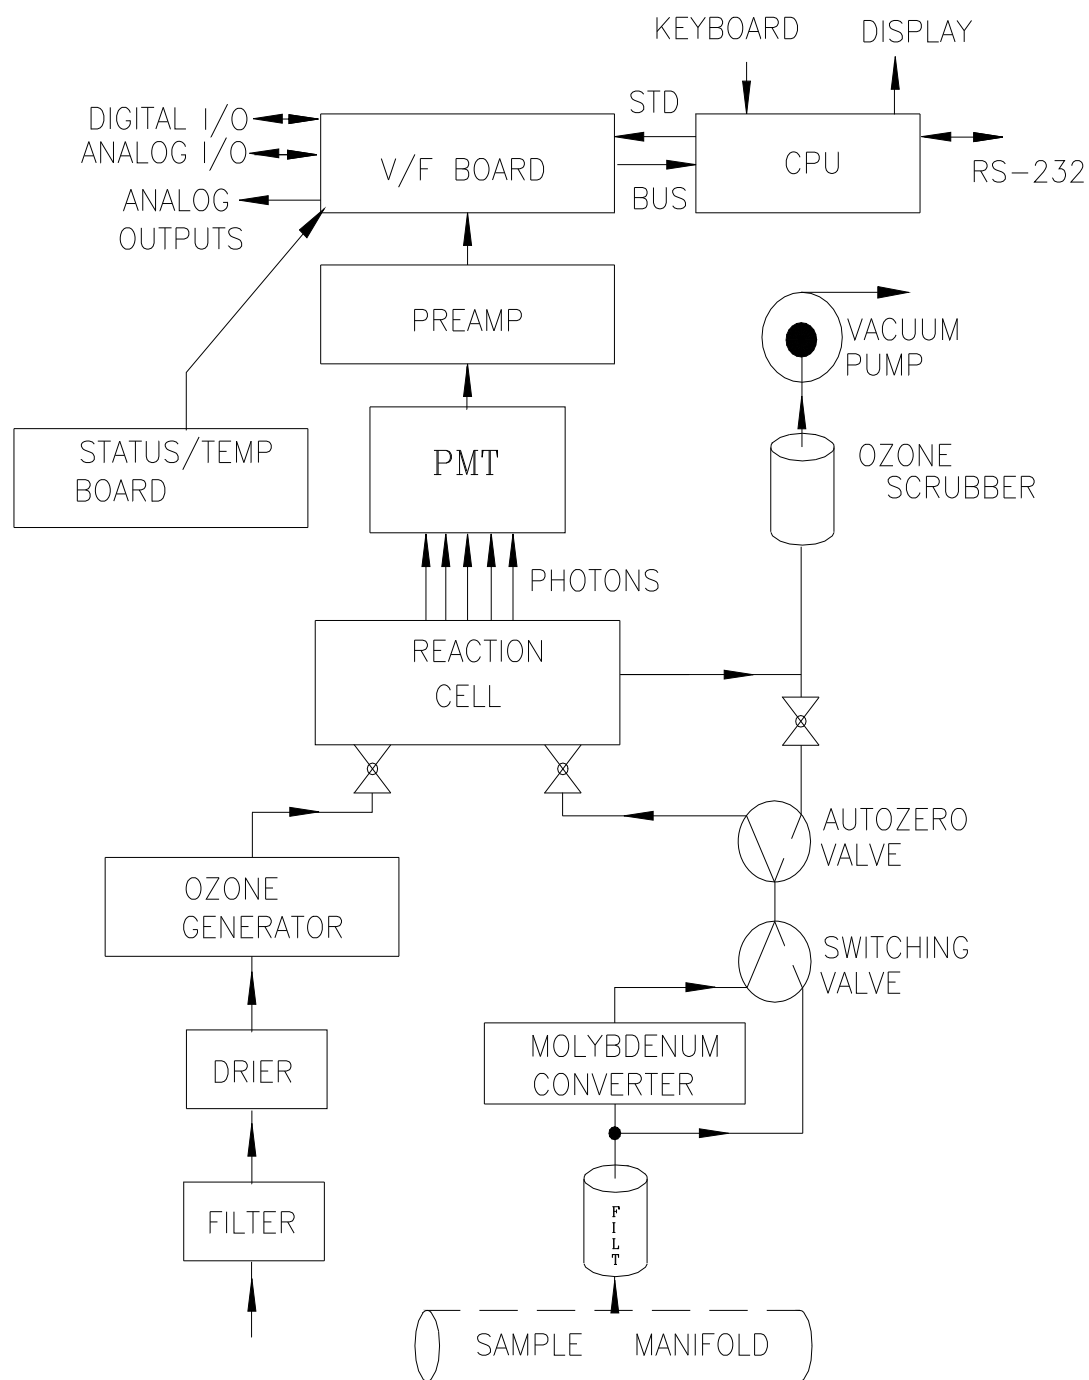 KEYBOARD
DISPLAY
DIGITAL I/O
ANALOG I/O
ANALOG
OUTPUTS
V/F BOARD
STD
BUS
CPU
RS-232
PREAMP
VACUUM
PUMP
STATUS/TEMP
BOARD
PMT
OZONE
SCRUBBER
PHOTONS
REACTION
CELL
AUTOZERO
VALVE
OZONE
GENERATOR
SWITCHING
VALVE
MOLYBDENUM
CONVERTER
DRIER
FILTER
FILT
SAMPLE MANIFOLD